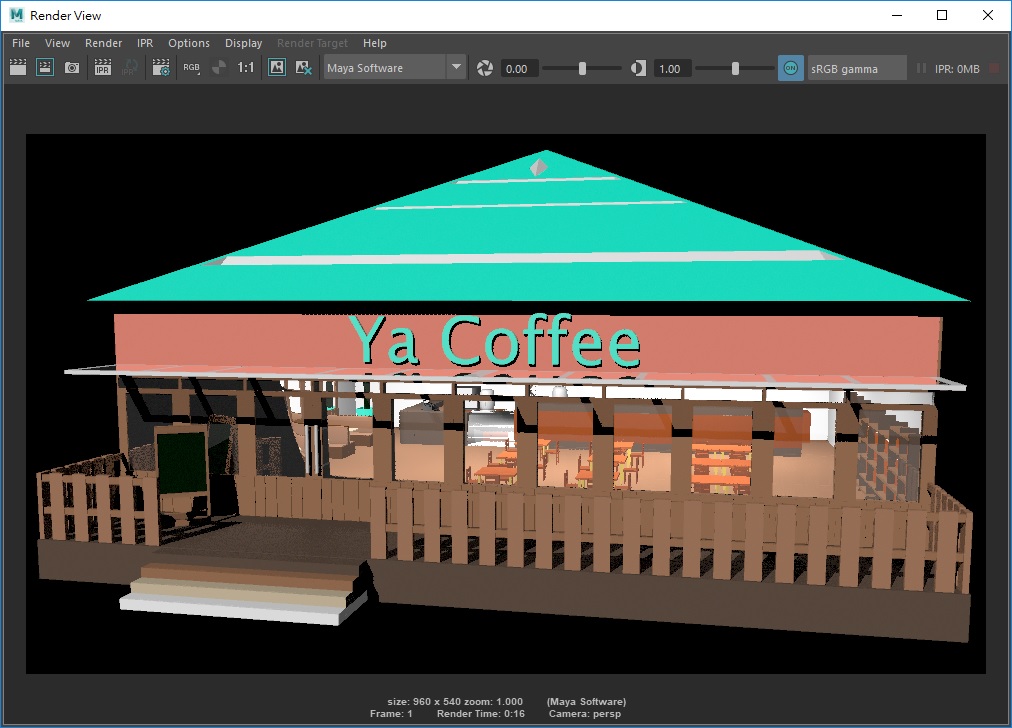 Render View
File View Render IPR Options Display Render Target Help
IPR IPR RGB 1:1 Maya Software 0.00 1.00 ON sRGB gamma IPR: 0MB
Ya Coffee
size: 960 x 540 zoom: 1.000 (Maya Software)
Frame: 1 Render Time: 0:16 Camera: persp